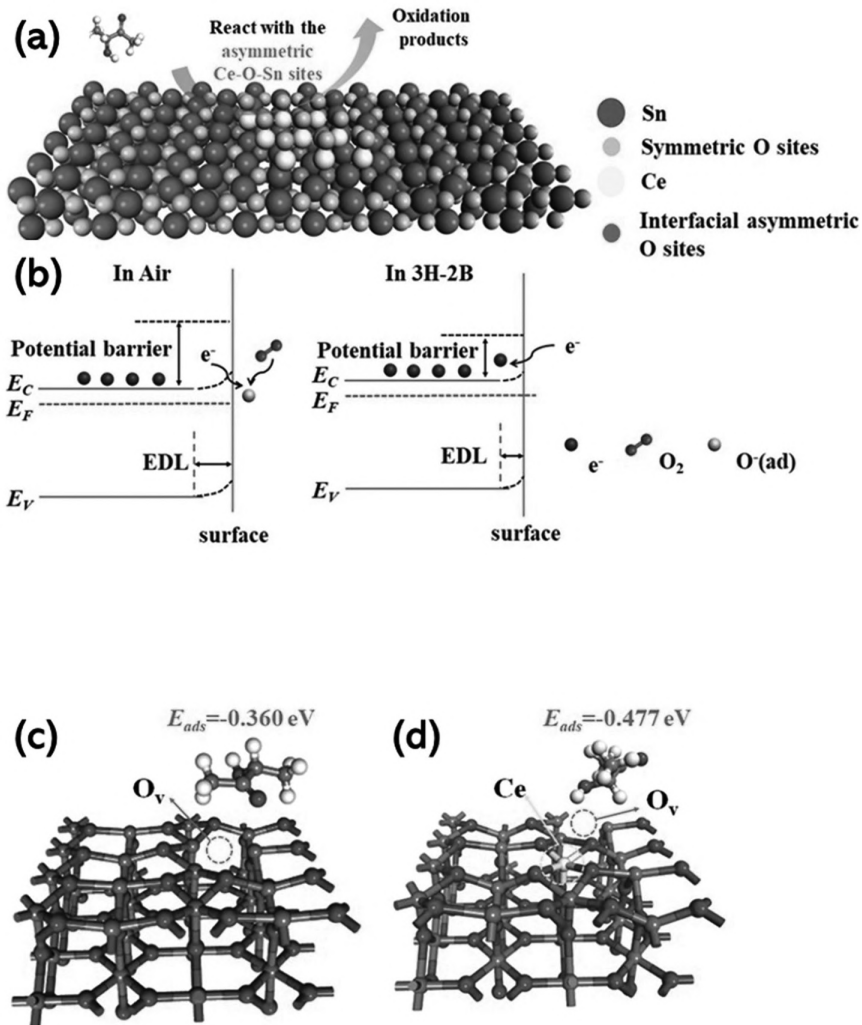 (a)
React with the
asymmetric
Ce-O-Sn sites
Oxidation
products
Sn
Symmetric O sites
Ce
Interfacial asymmetric
O sites
(b)
In Air
In 3H-2B
Potential barrier
e⁻
E_C
E_F
EDL
E_V
surface
Potential barrier
e⁻
E_C
E_F
EDL
E_V
surface
e⁻
O₂
O⁻(ad)
(c)
E_ads=-0.360 eV
O_v
(d)
E_ads=-0.477 eV
Ce
O_v